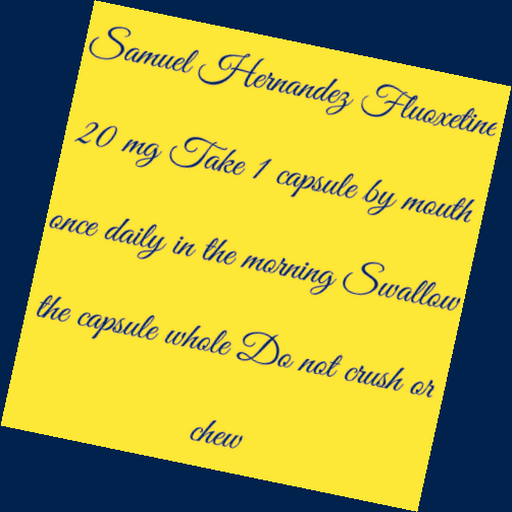 Samuel Hernandez Fluoxetine
20 mg Take 1 capsule by mouth
once daily in the morning Swallow
the capsule whole Do not crush or
chew